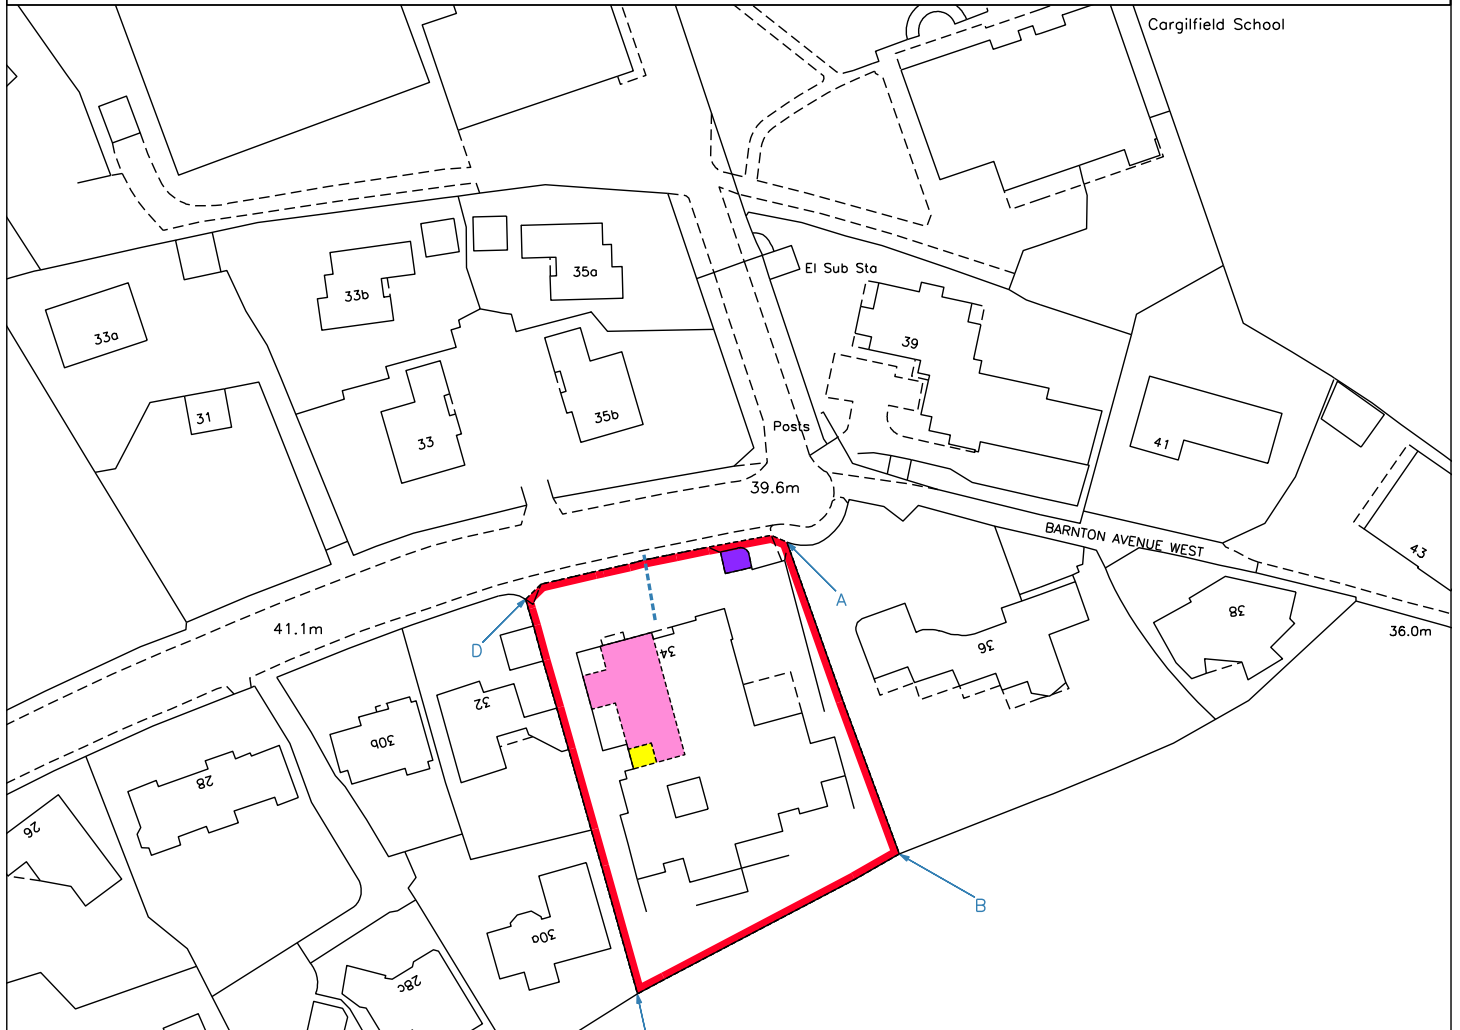 Cargilfield School
35a
El Sub Sta
33b
33a
39
35b
31
Posts
33
41
39.6m
BARNTON AVENUE WEST
43
A
38
41.1m
36.0m
D
34
36
32
30b
28
26
B
30a
28c